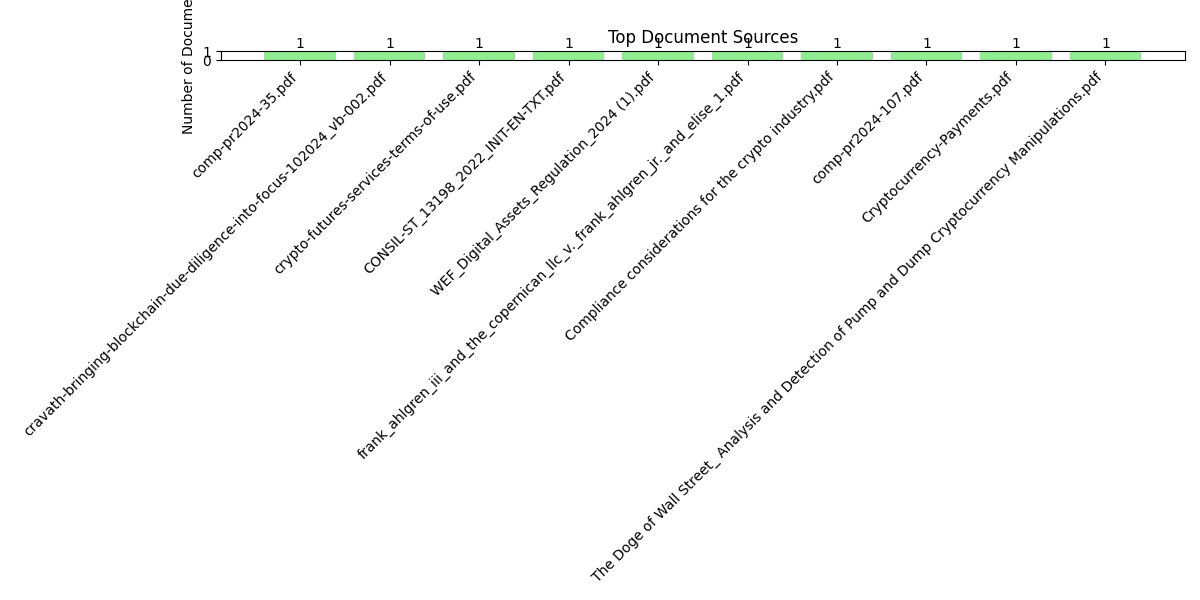 Top Document Sources
Number of Docume
1
0
1
1
1
1
1
1
1
1
1
1
comp-pr2024-35.pdf
cravath-bringing-blockchain-due-diligence-into-focus-102024_vb-002.pdf
crypto-futures-services-terms-of-use.pdf
CONSIL-ST_13198_2022_INIT-EN-TXT.pdf
WEF_Digital_Assets_Regulation_2024 (1).pdf
frank_ahlgren_iii_and_the_copernican_llc_v._frank_ahlgren_jr._and_elise_1.pdf
Compliance considerations for the crypto industry.pdf
comp-pr2024-107.pdf
Cryptocurrency-Payments.pdf
The Doge of Wall Street_ Analysis and Detection of Pump and Dump Cryptocurrency Manipulations.pdf